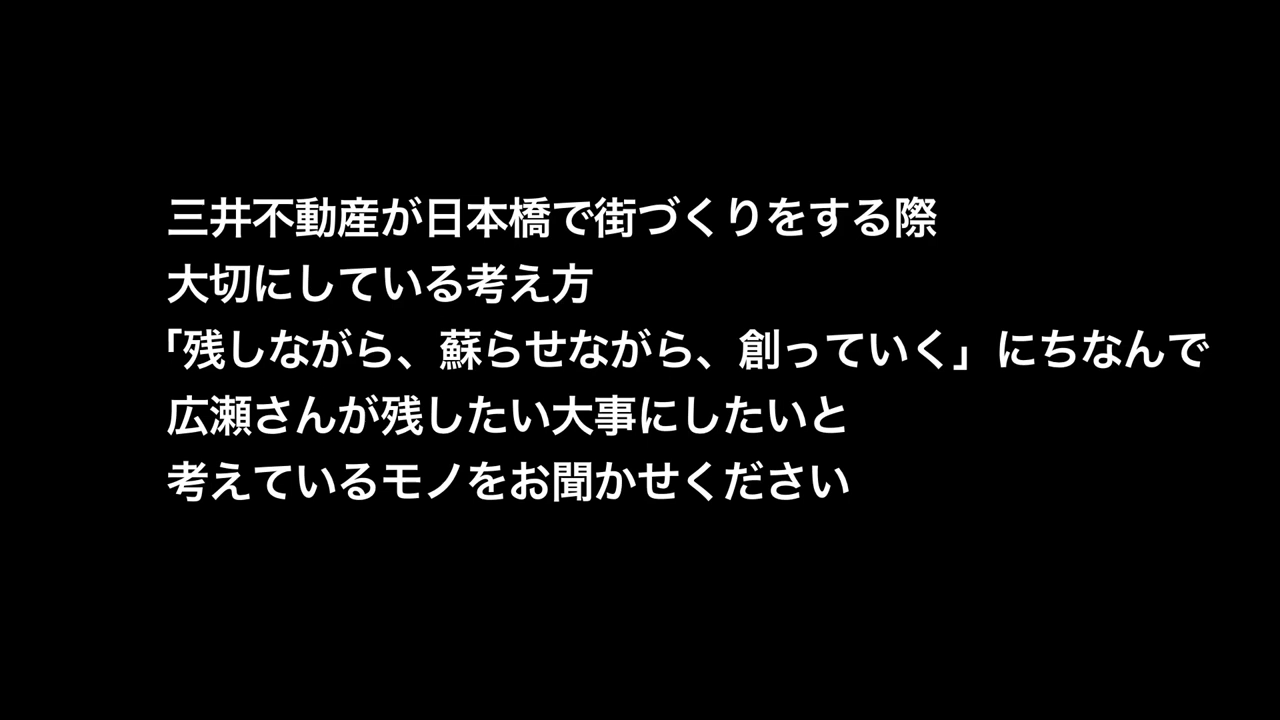 三井不動産が日本橋で街づくりをする際
大切にしている考え方
「残しながら、蘇らせながら、創っていく」にちなんで
広瀬さんが残したい大事にしたいと
考えているモノをお聞かせください